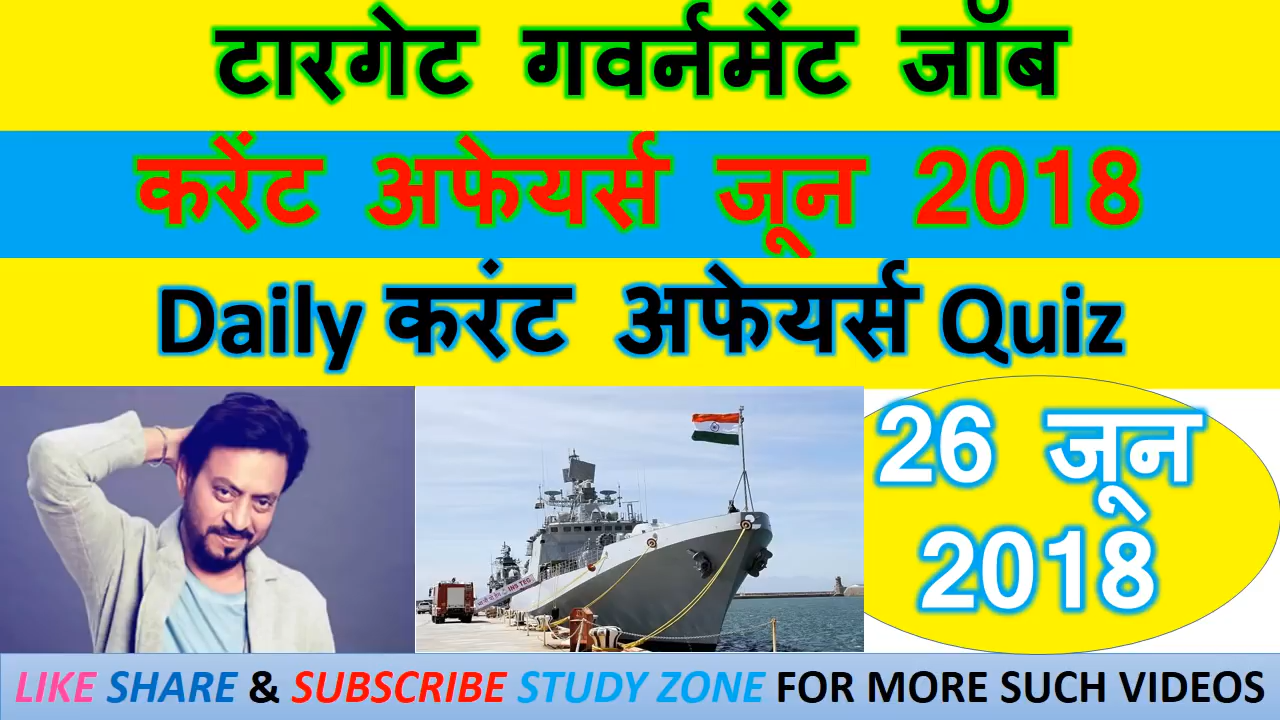 टारगेट गवर्नमेंट जॉब
करेंट अफेयर्स जून 2018
Daily करंट अफेयर्स Quiz
26 जून
2018
LIKE SHARE & SUBSCRIBE STUDY ZONE FOR MORE SUCH VIDEOS